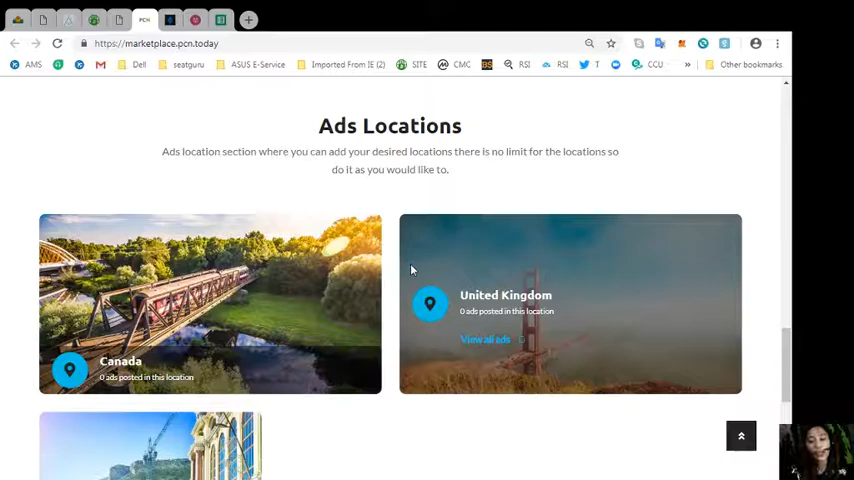 PCN
https://marketplace.pcn.today
AMS
Dell
seatguru
ASUS E-Service
Imported From IE (2)
SITE
CMC
BS
RSI
RSI
T
CCU
»
Other bookmarks
Ads Locations
Ads location section where you can add your desired locations there is no limit for the locations so
do it as you would like to.
United Kingdom
0 ads posted in this location
View all ads
Canada
0 ads posted in this location